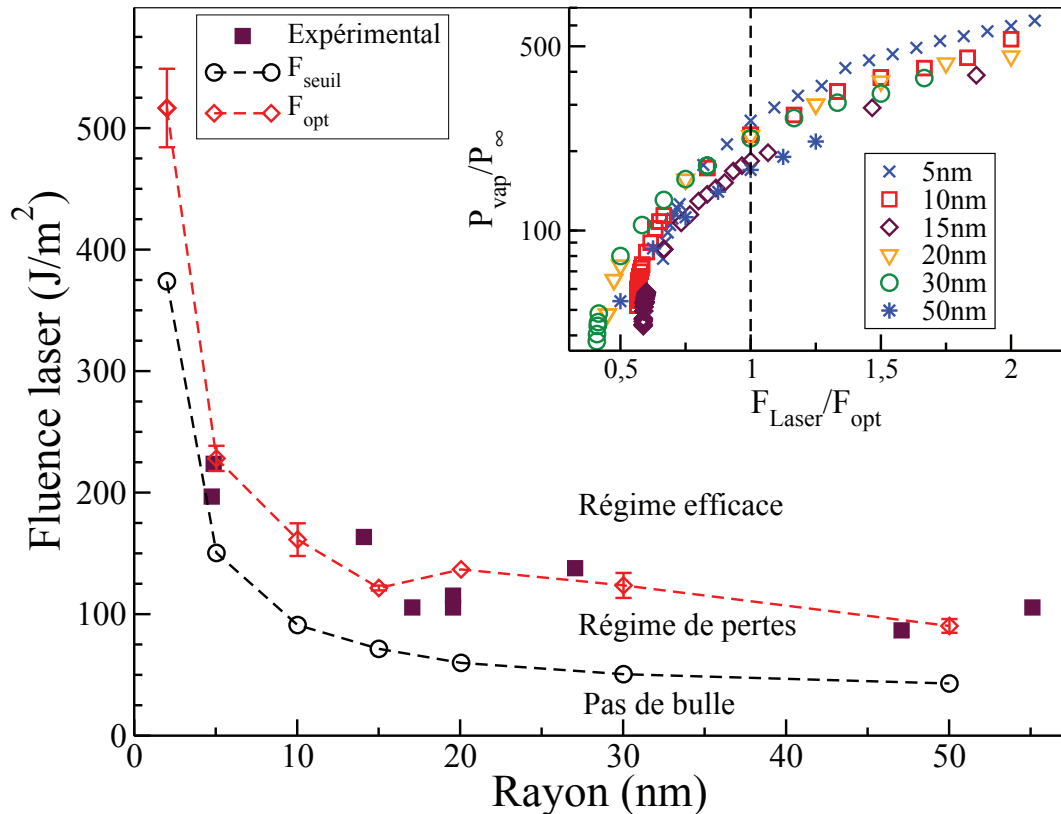 Expérimental
F_seuil
F_opt
Fluence laser (J/m²)
500
400
300
200
100
0
Régime efficace
Régime de pertes
Pas de bulle
0
10
20
30
40
50
Rayon (nm)
P_vap/P_∞
500
100
5nm
10nm
15nm
20nm
30nm
50nm
0,5
1
1,5
2
F_Laser/F_opt